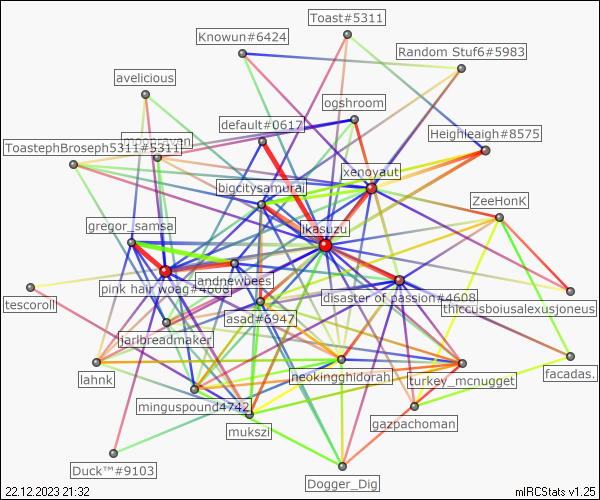 Toast#5311
Knowun#6424
Random Stuf6#5983
avelicious
ogshroom
default#0617
Heighleaigh#8575
ToastephBroseph5311#5311
xenoyaut
bigcitysamurai
ZeeHonK
gregor_samsa
ikasuzu
jandnewbees
pink hair woag#4608
disaster of passion#4608
tescoroll
thiccusboiusalexusjoneus
asad#6947
jarlbreadmaker
lahnk
neokingghidorah
turkey_mcnugget
facadas.
minguspound4742
gazpachoman
mukszi
Duck™#9103
Dogger_Dig
22.12.2023 21:32
mIRCStats v1.25